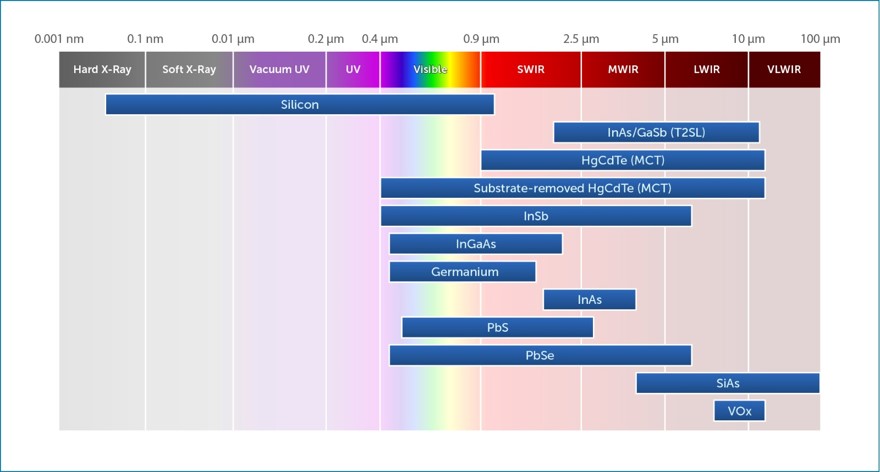 0.001 nm 0.1 nm 0.01 μm 0.2 μm 0.4 μm 0.9 μm 2.5 μm 5 μm 10 μm 100 μm
Hard X-Ray Soft X-Ray Vacuum UV UV Visible SWIR MWIR LWIR VLWIR
Silicon
InAs/GaSb (T2SL)
HgCdTe (MCT)
Substrate-removed HgCdTe (MCT)
InSb
InGaAs
Germanium
InAs
PbS
PbSe
SiAs
VOx